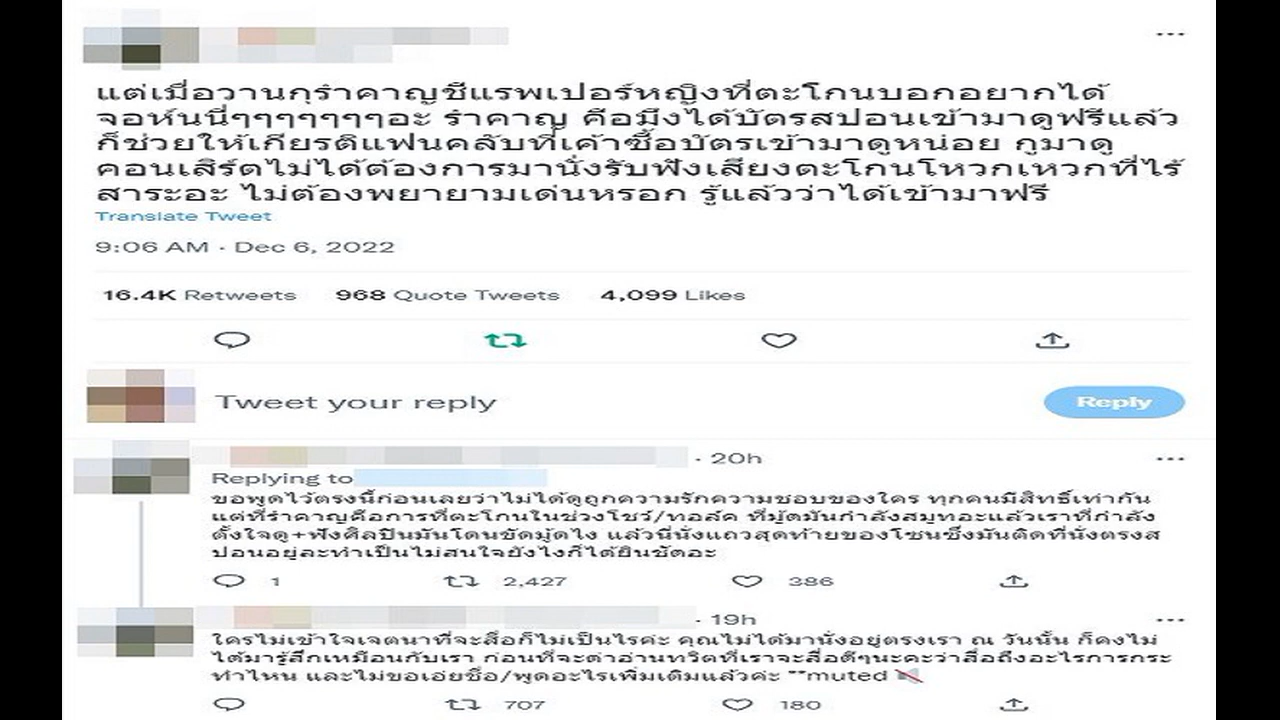 แต่เมื่อวานกูรำคาญชีแรพเปอร์หญิงที่ตะโกนบอกอยากได้
จอห์นนี่ๆๆๆๆๆๆๆอะ รำคาญ คือมึงได้บัตรสปอนเข้ามาดูฟรีแล้ว
ก็ช่วยให้เกียรติแฟนคลับที่เค้าซื้อบัตรเข้ามาดูหน่อย กูมาดู
คอนเสิร์ตไม่ได้ต้องการมานั่งรับฟังเสียงตะโกนโหวกเหวกที่ไร้
สาระอะ ไม่ต้องพยายามเด่นหรอก รู้แล้วว่าได้เข้ามาฟรี
Translate Tweet
9:06 AM · Dec 6, 2022
16.4K Retweets 968 Quote Tweets 4,099 Likes
Tweet your reply
Reply
· 20h
Replying to
ขอพูดไว้ตรงนี้ก่อนเลยว่าไม่ได้ดูถูกความรักความชอบของใคร ทุกคนมีสิทธิ์เท่ากัน
แต่ที่รำคาญคือการที่ตะโกนในช่วงโชว์/ทอล์ค ที่มู้ดมันกำลังสมูทอะแล้วเราที่กำลัง
ตั้งใจดู+ฟังศิลปินมันโดนขัดมู้ดไง แล้วนี่นั่งแถวสุดท้ายของโซนซึ่งมันติดที่นั่งตรงส
ปอนอยู่ละทำเป็นไม่สนใจยังไงก็ได้ยินชัดอะ
1 2,427 386
· 19h
ใครไม่เข้าใจเจตนาที่จะสื่อก็ไม่เป็นไรค่ะ คุณไม่ได้มานั่งอยู่ตรงเรา ณ วันนั้น ก็คงไม่
ได้มารู้สึกเหมือนกับเรา ก่อนที่จะด่าอ่านทวิตที่เราจะสื่อดีๆนะคะว่าสื่อถึงอะไรการกระ
ทำไหน และไม่ขอเอ่ยชื่อ/พูดอะไรเพิ่มเติมแล้วค่ะ **muted
707 180